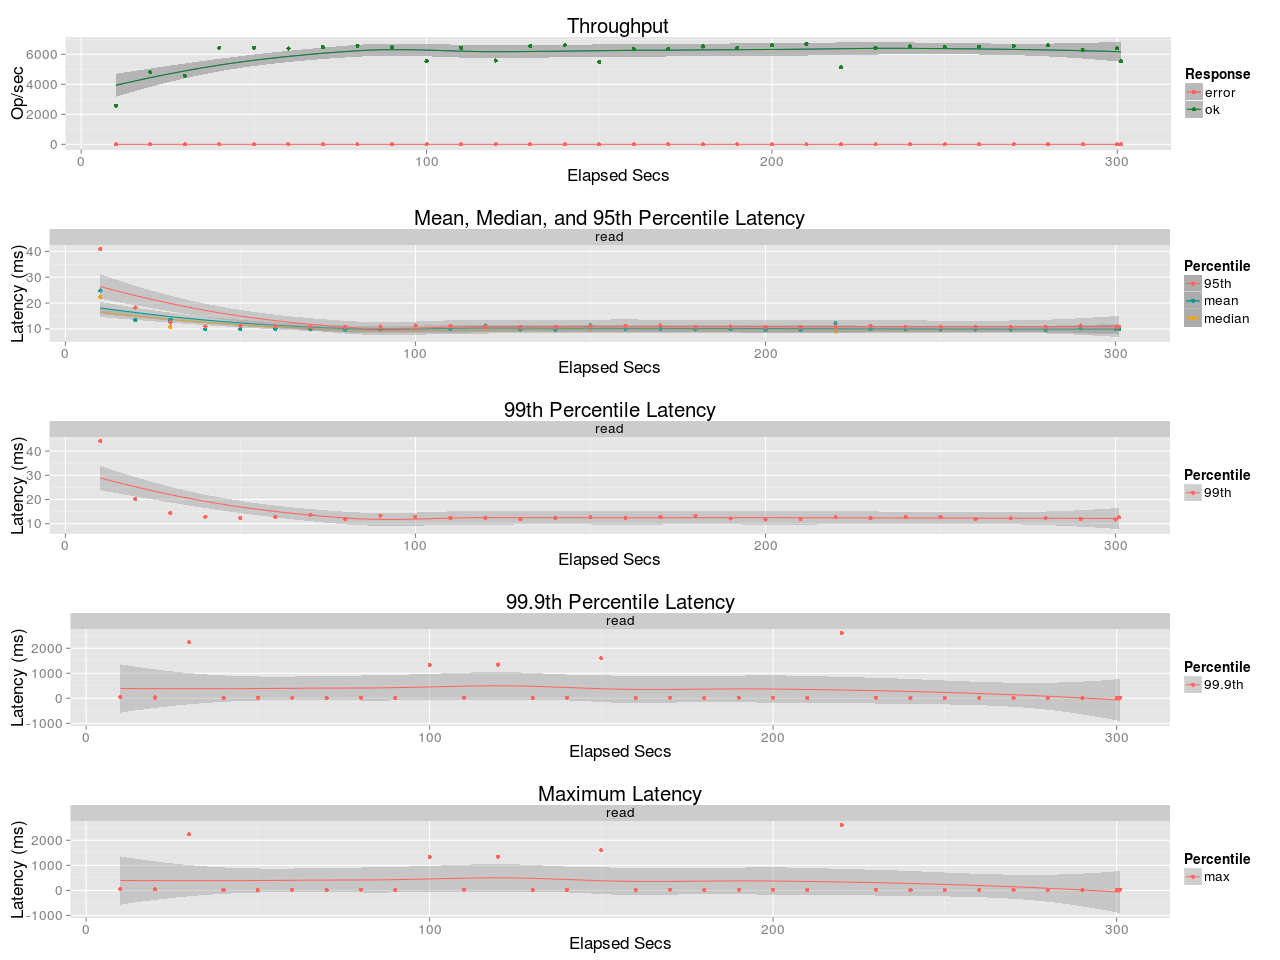 Throughput
Op/sec
6000
4000
2000
0
0 100 200 300
Elapsed Secs
Response
error
ok
Mean, Median, and 95th Percentile Latency
read
Latency (ms)
40
30
20
10
0 100 200 300
Elapsed Secs
Percentile
95th
mean
median
99th Percentile Latency
read
Latency (ms)
40
30
20
10
0 100 200 300
Elapsed Secs
Percentile
99th
99.9th Percentile Latency
read
Latency (ms)
2000
1000
0
-1000
0 100 200 300
Elapsed Secs
Percentile
99.9th
Maximum Latency
read
Latency (ms)
2000
1000
0
-1000
0 100 200 300
Elapsed Secs
Percentile
max